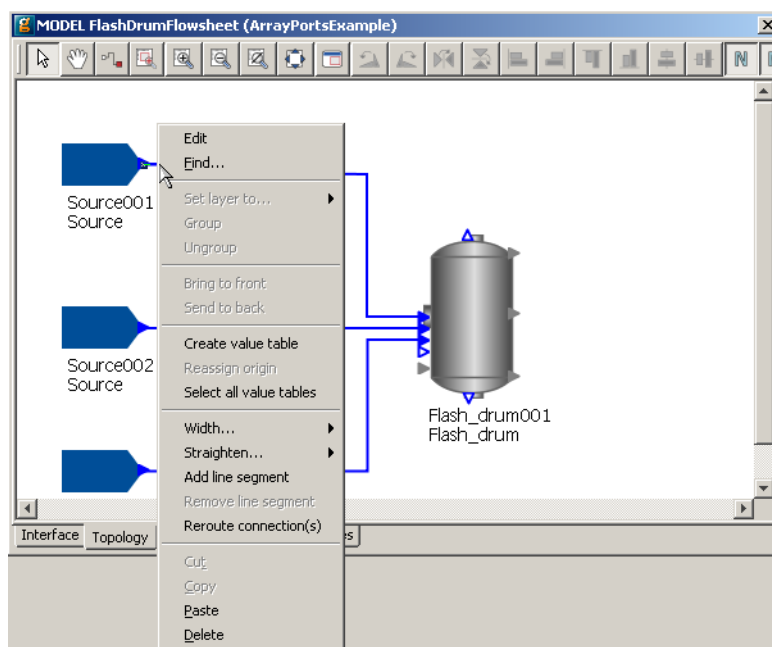 MODEL FlashDrumFlowsheet (ArrayPortsExample)
N
Edit
Find...
Set layer to...
Group
Ungroup
Bring to front
Send to back
Create value table
Reassign origin
Select all value tables
Width...
Straighten...
Add line segment
Remove line segment
Reroute connection(s)
Cut
Copy
Paste
Delete
Source001
Source
Source002
Source
Flash_drum001
Flash_drum
Interface
Topology